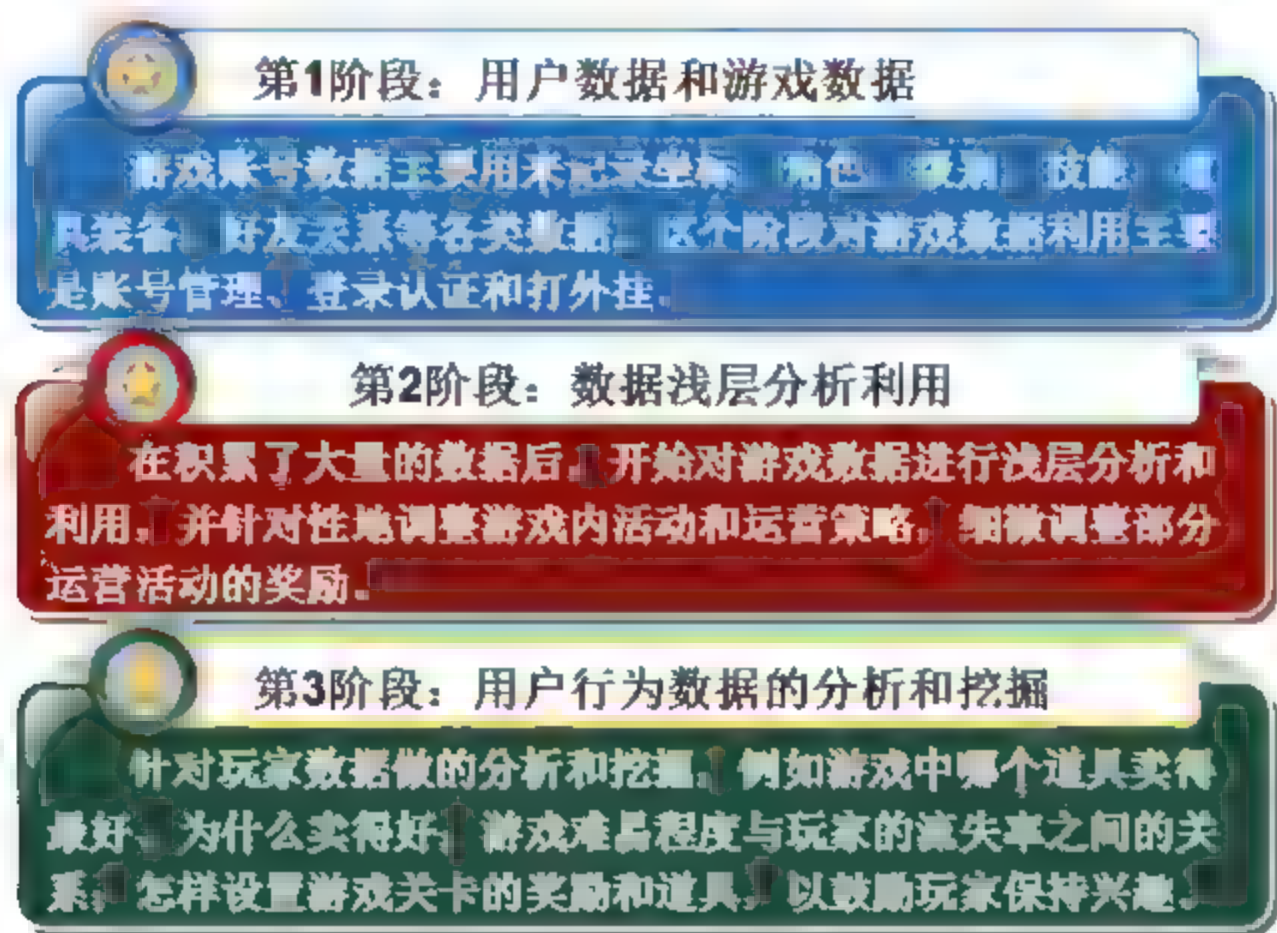 第1阶段：用户数据和游戏数据
游戏账号数据主要用来记录坐标、角色、级别、技能、道
具装备、好友关系等各类数据。这个阶段对游戏数据利用主要
是账号管理、登录认证和打外挂。
第2阶段：数据浅层分析利用
在积累了大量的数据后，开始对游戏数据进行浅层分析和
利用，并针对性地调整游戏内活动和运营策略，细微调整部分
运营活动的奖励。
第3阶段：用户行为数据的分析和挖掘
针对玩家数据做的分析和挖掘，例如游戏中哪个道具卖得
最好，为什么卖得好；游戏难易程度与玩家的流失率之间的关
系；怎样设置游戏关卡的奖励和道具，以鼓励玩家保持兴趣。